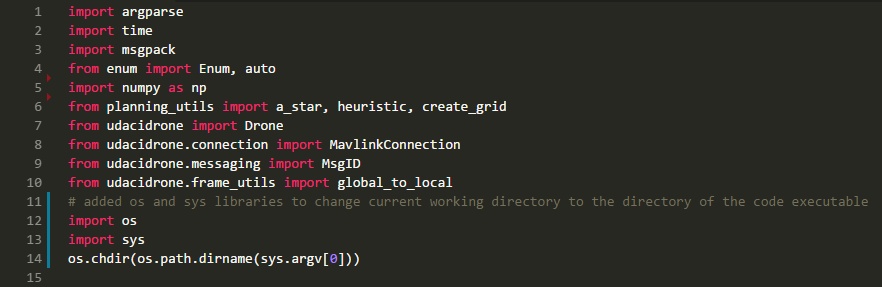 1 import argparse
2 import time
3 import msgpack
4 from enum import Enum, auto
5 import numpy as np
6 from planning_utils import a_star, heuristic, create_grid
7 from udacidrone import Drone
8 from udacidrone.connection import MavlinkConnection
9 from udacidrone.messaging import MsgID
10 from udacidrone.frame_utils import global_to_local
11 # added os and sys libraries to change current working directory to the directory of the code executable
12 import os
13 import sys
14 os.chdir(os.path.dirname(sys.argv[0]))
15